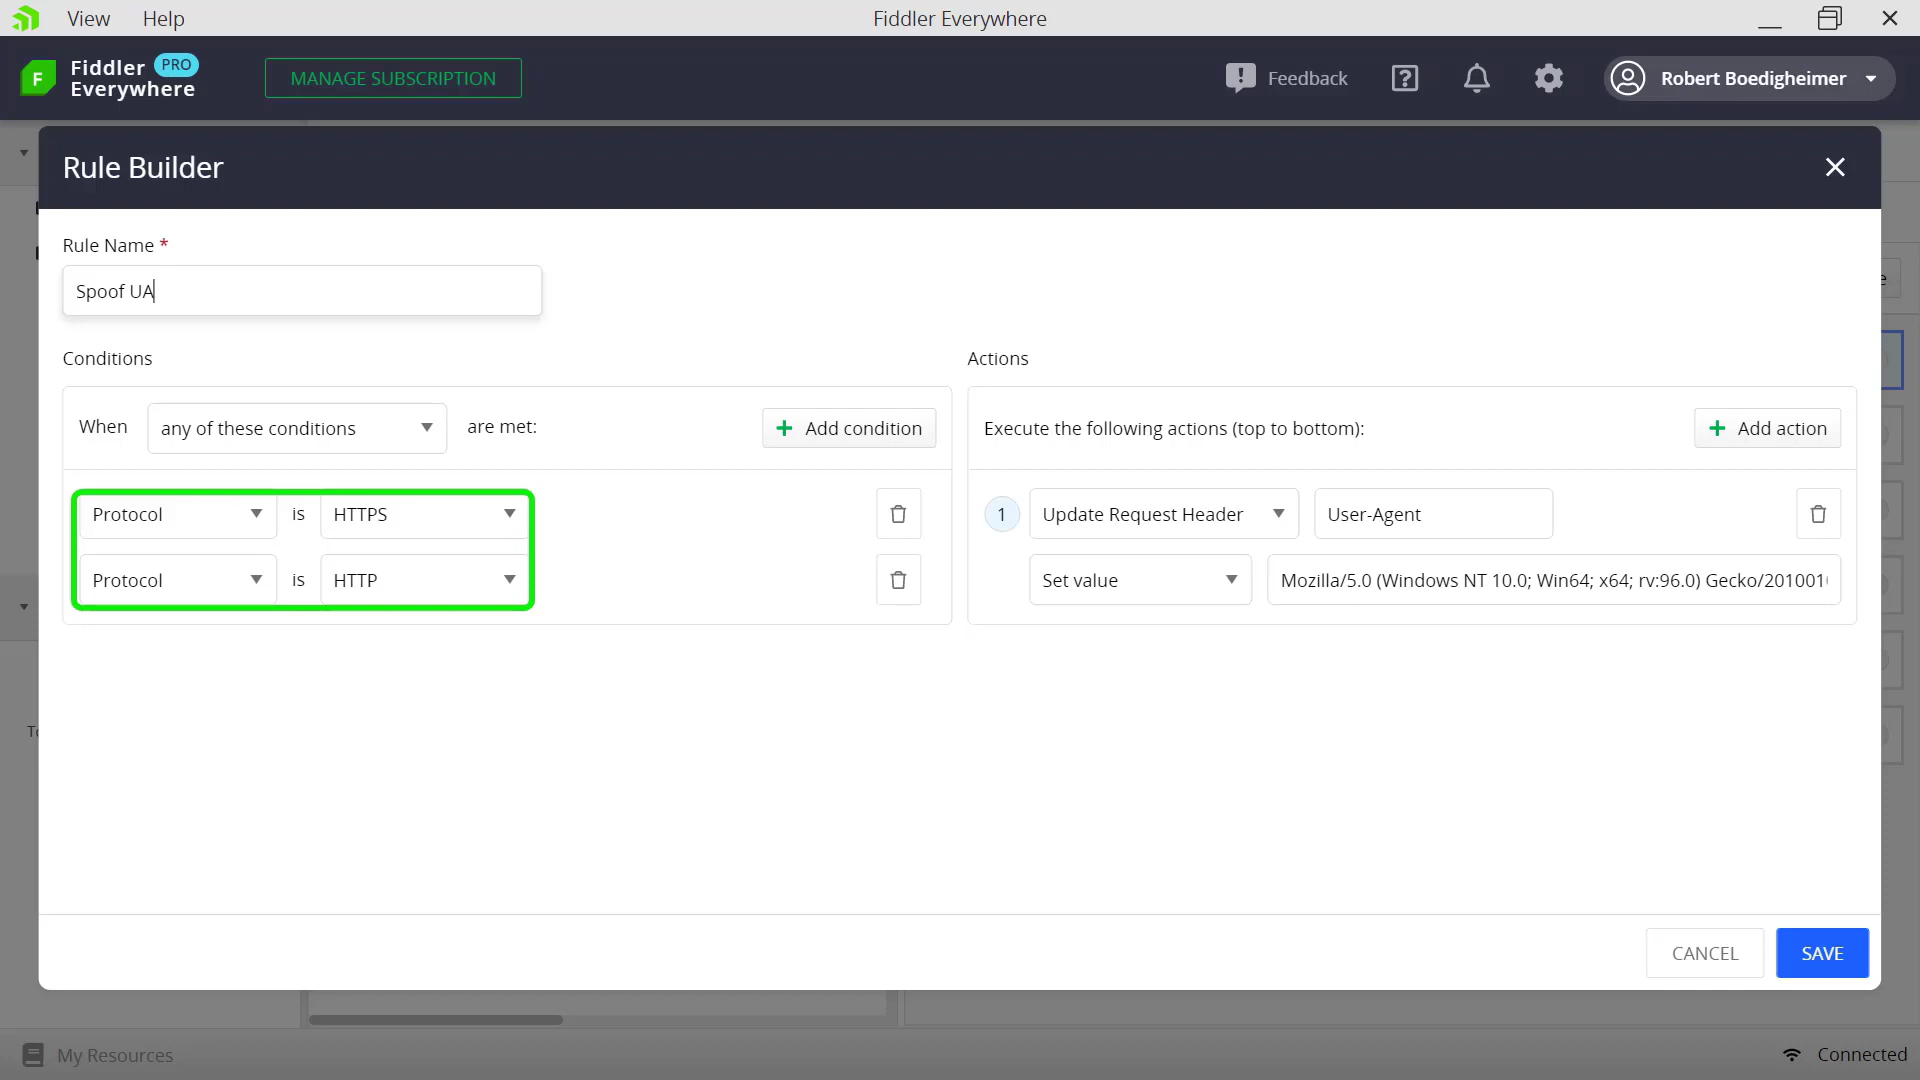 View Help Fiddler Everywhere
F Fiddler Everywhere PRO MANAGE SUBSCRIPTION Feedback Robert Boedigheimer
Rule Builder
Rule Name *
Spoof UA
Conditions Actions
When any of these conditions are met: Add condition Execute the following actions (top to bottom): Add action
Protocol is HTTPS 1 Update Request Header User-Agent
Protocol is HTTP Set value Mozilla/5.0 (Windows NT 10.0; Win64; x64; rv:96.0) Gecko/201001
CANCEL SAVE
My Resources Connected